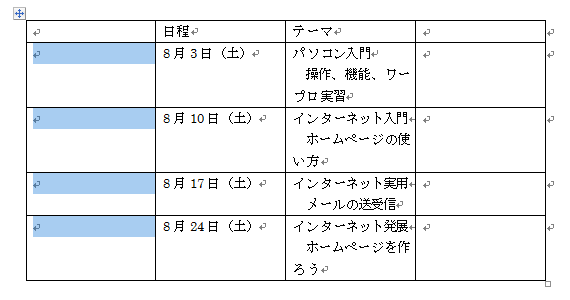 日程 テーマ
8月3日（土） パソコン入門
操作、機能、ワー
プロ実習
8月10日（土） インターネット入門
ホームページの使
い方
8月17日（土） インターネット実用
メールの送受信
8月24日（土） インターネット発展
ホームページを作
ろう